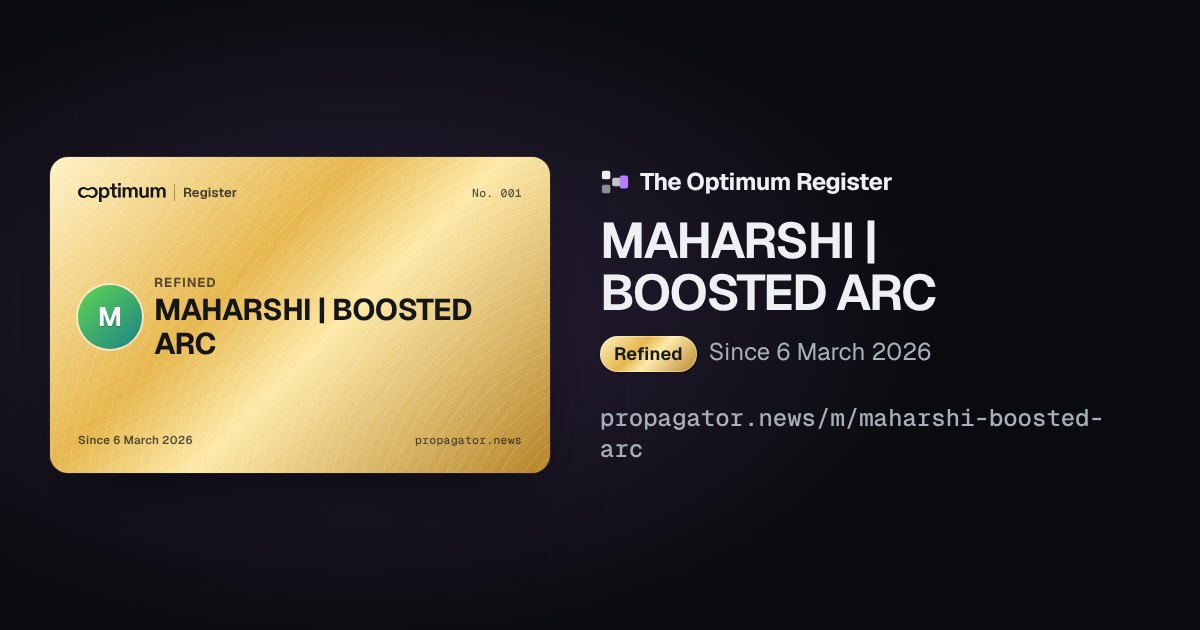 optimum | Register
No. 001
REFINED
M
MAHARSHI | BOOSTED
ARC
Since 6 March 2026
propagator.news
The Optimum Register
MAHARSHI |
BOOSTED ARC
Refined
Since 6 March 2026
propagator.news/m/maharshi-boosted-
arc